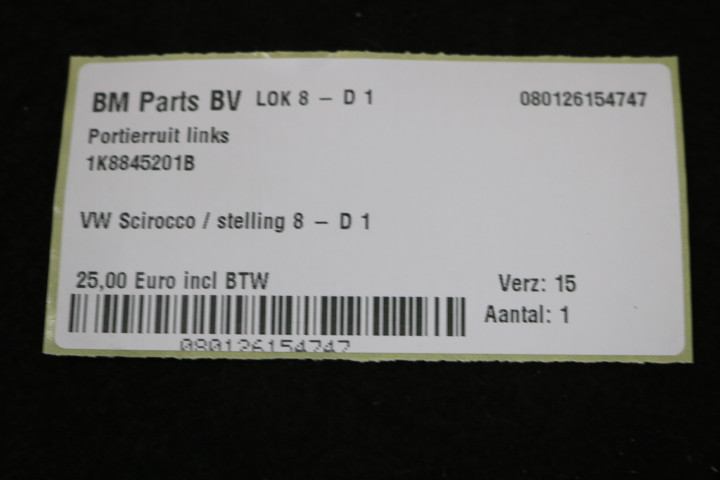 BM Parts BV LOK 8 – D 1 080126154747
Portierruit links
1K8845201B
VW Scirocco / stelling 8 – D 1
25,00 Euro incl BTW Verz: 15
Aantal: 1
080126154747